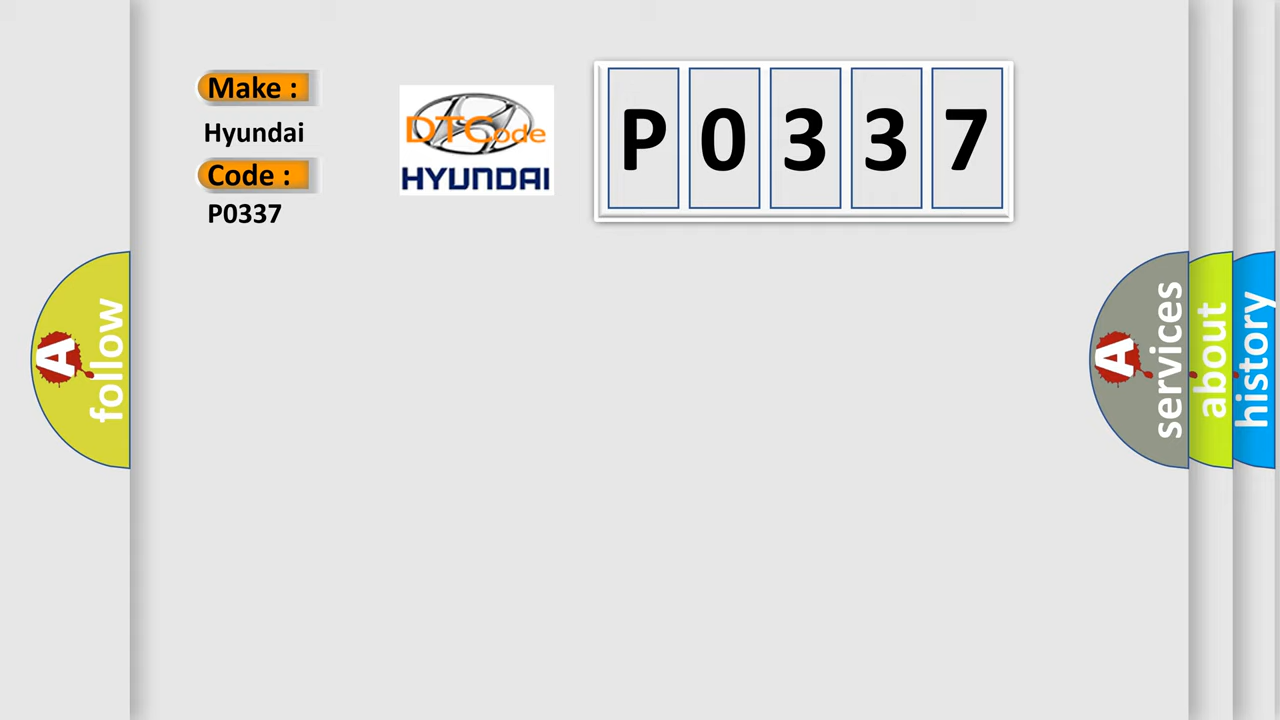 Make :
Hyundai
Code :
P0337
DTCode
HYUNDAI
P0337
A
follow
A
services
about
history